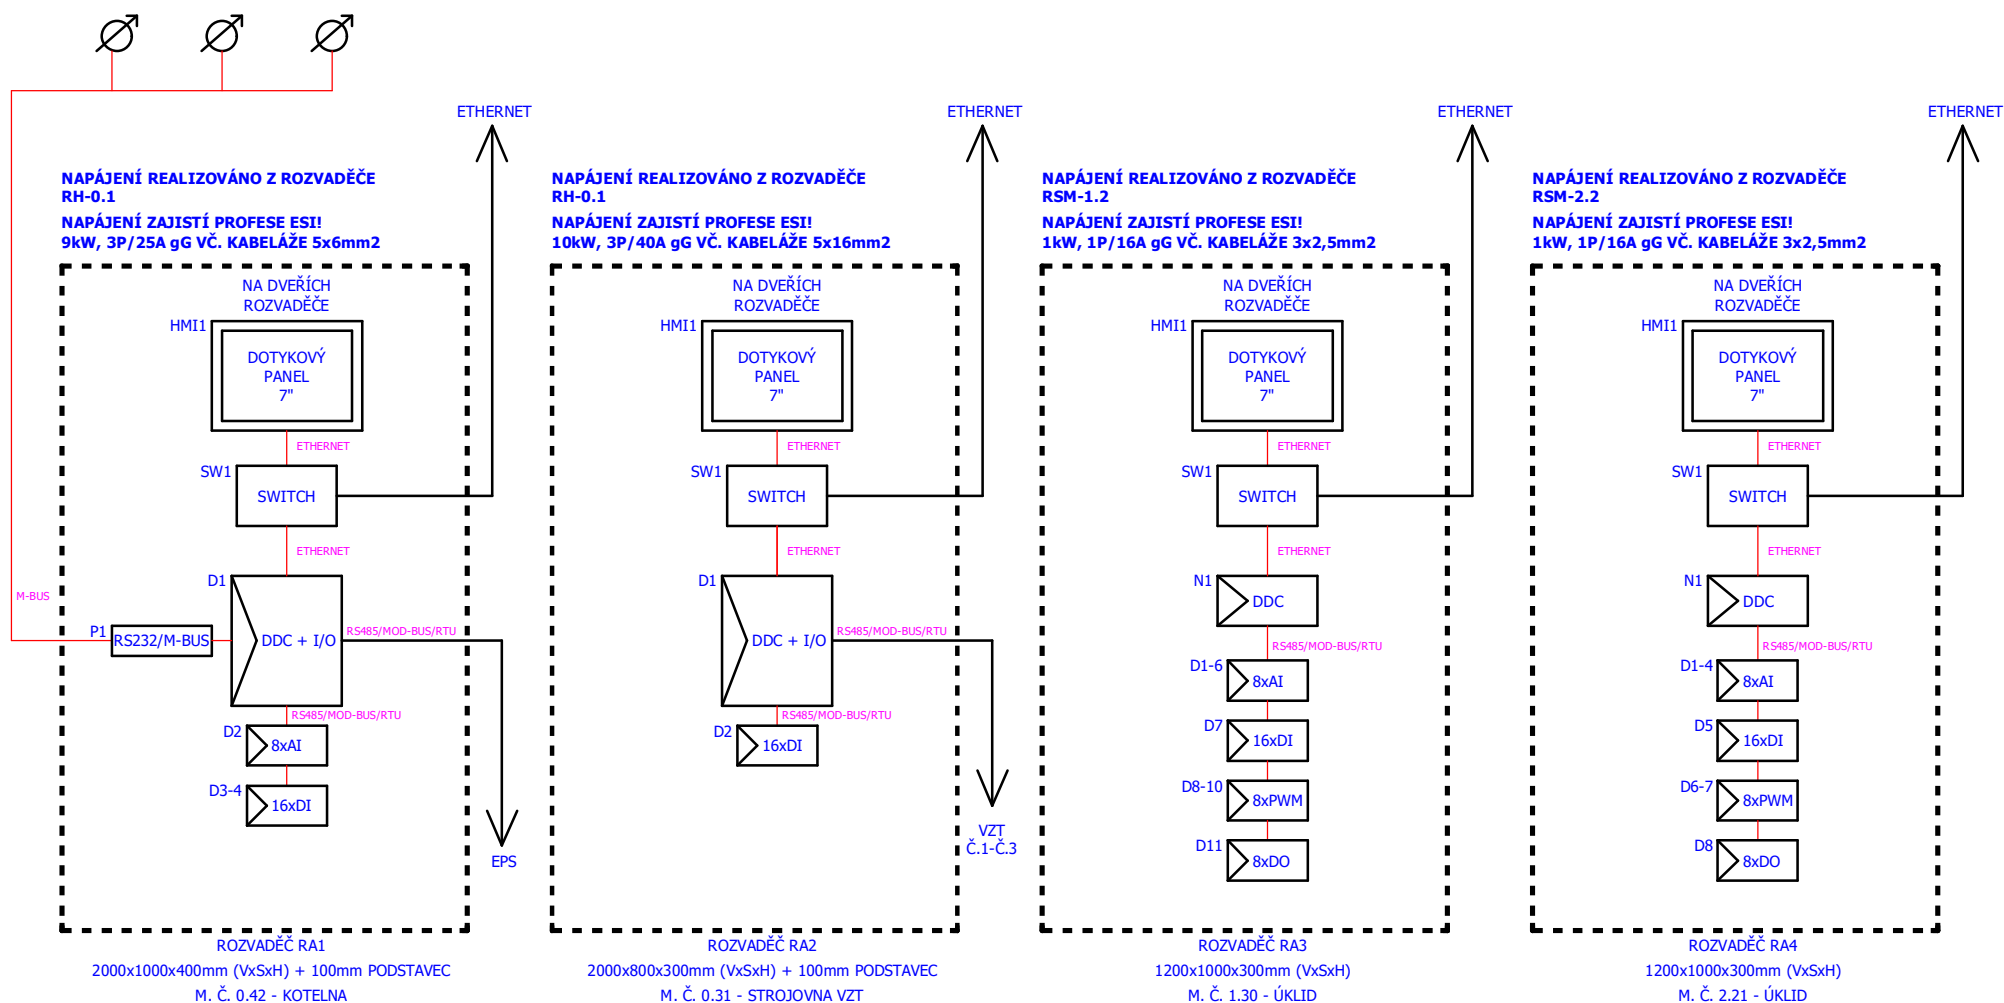 ETHERNET
ETHERNET
ETHERNET
ETHERNET
NAPÁJENÍ REALIZOVÁNO Z ROZVADĚČE
RH-0.1
NAPÁJENÍ ZAJISTÍ PROFESE ESI!
9kW, 3P/25A gG VČ. KABELÁŽE 5x6mm2
NA DVEŘÍCH
ROZVADĚČE
HMI1
DOTYKOVÝ
PANEL
7"
ETHERNET
SW1
SWITCH
ETHERNET
D1
M-BUS
P1
RS232/M-BUS
DDC + I/O
RS485/MOD-BUS/RTU
RS485/MOD-BUS/RTU
D2
8xAI
D3-4
16xDI
EPS
ROZVADĚČ RA1
2000x1000x400mm (VxSxH) + 100mm PODSTAVEC
M. Č. 0.42 - KOTELNA
NAPÁJENÍ REALIZOVÁNO Z ROZVADĚČE
RH-0.1
NAPÁJENÍ ZAJISTÍ PROFESE ESI!
10kW, 3P/40A gG VČ. KABELÁŽE 5x16mm2
NA DVEŘÍCH
ROZVADĚČE
HMI1
DOTYKOVÝ
PANEL
7"
ETHERNET
SW1
SWITCH
ETHERNET
D1
DDC + I/O
RS485/MOD-BUS/RTU
RS485/MOD-BUS/RTU
D2
16xDI
VZT
Č.1-Č.3
ROZVADĚČ RA2
2000x800x300mm (VxSxH) + 100mm PODSTAVEC
M. Č. 0.31 - STROJOVNA VZT
NAPÁJENÍ REALIZOVÁNO Z ROZVADĚČE
RSM-1.2
NAPÁJENÍ ZAJISTÍ PROFESE ESI!
1kW, 1P/16A gG VČ. KABELÁŽE 3x2,5mm2
NA DVEŘÍCH
ROZVADĚČE
HMI1
DOTYKOVÝ
PANEL
7"
ETHERNET
SW1
SWITCH
ETHERNET
N1
DDC
RS485/MOD-BUS/RTU
D1-6
8xAI
D7
16xDI
D8-10
8xPWM
D11
8xDO
ROZVADĚČ RA3
1200x1000x300mm (VxSxH)
M. Č. 1.30 - ÚKLID
NAPÁJENÍ REALIZOVÁNO Z ROZVADĚČE
RSM-2.2
NAPÁJENÍ ZAJISTÍ PROFESE ESI!
1kW, 1P/16A gG VČ. KABELÁŽE 3x2,5mm2
NA DVEŘÍCH
ROZVADĚČE
HMI1
DOTYKOVÝ
PANEL
7"
ETHERNET
SW1
SWITCH
ETHERNET
N1
DDC
RS485/MOD-BUS/RTU
D1-4
8xAI
D5
16xDI
D6-7
8xPWM
D8
8xDO
ROZVADĚČ RA4
1200x1000x300mm (VxSxH)
M. Č. 2.21 - ÚKLID